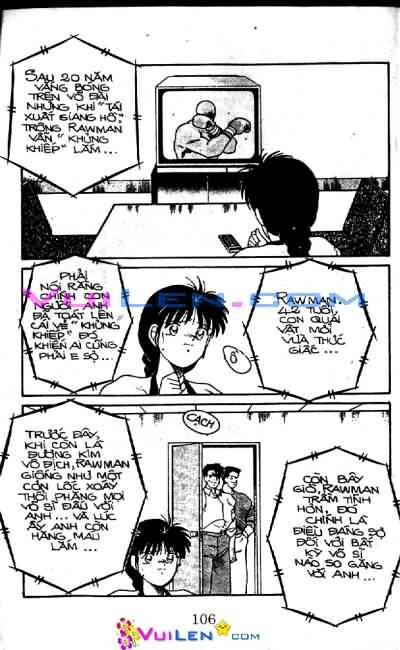 SAU 20 NĂM
VẮNG BÓNG
TRÊN VÕ ĐÀI
NHƯNG KHI "TÁI
XUẤT GIANG HỒ"
TRÔNG RAWMAN
VẪN "KHỦNG
KHIẾP" LẮM...
PHẢI
NÓI RẰNG
CHÍNH CON
NGƯỜI ANH
ĐÃ TOÁT LÊN
CÁI VẺ "KHỦNG
KHIẾP" ĐÓ,
KHIẾN AI CŨNG
PHẢI E SỢ...
RAWMAN
42 TUỔI,
CON QUÁI
VẬT MỚI
VỪA THỨC
GIẤC...
Ồ
VUILEN.COM
TRƯỚC ĐÂY,
KHI CÒN LÀ
ĐƯƠNG KIM
VÔ ĐỊCH, RAWMAN
GIỐNG NHƯ MỘT
CƠN LỐC XOÁY
THỔI PHĂNG MỌI
VÕ SĨ ĐẤU VỚI
ANH... VÀ LÚC
ẤY ANH CÒN
HĂNG MÁU
LẮM...
CẠCH
CÒN BÂY
GIỜ, RAWMAN
TRẦM TĨNH
HƠN, ĐÓ
CHÍNH LÀ
ĐIỀU ĐÁNG SỢ
ĐỐI VỚI BẤT
KỲ VÕ SĨ
NÀO SO GĂNG
VỚI ANH...
106
VUILEN.COM